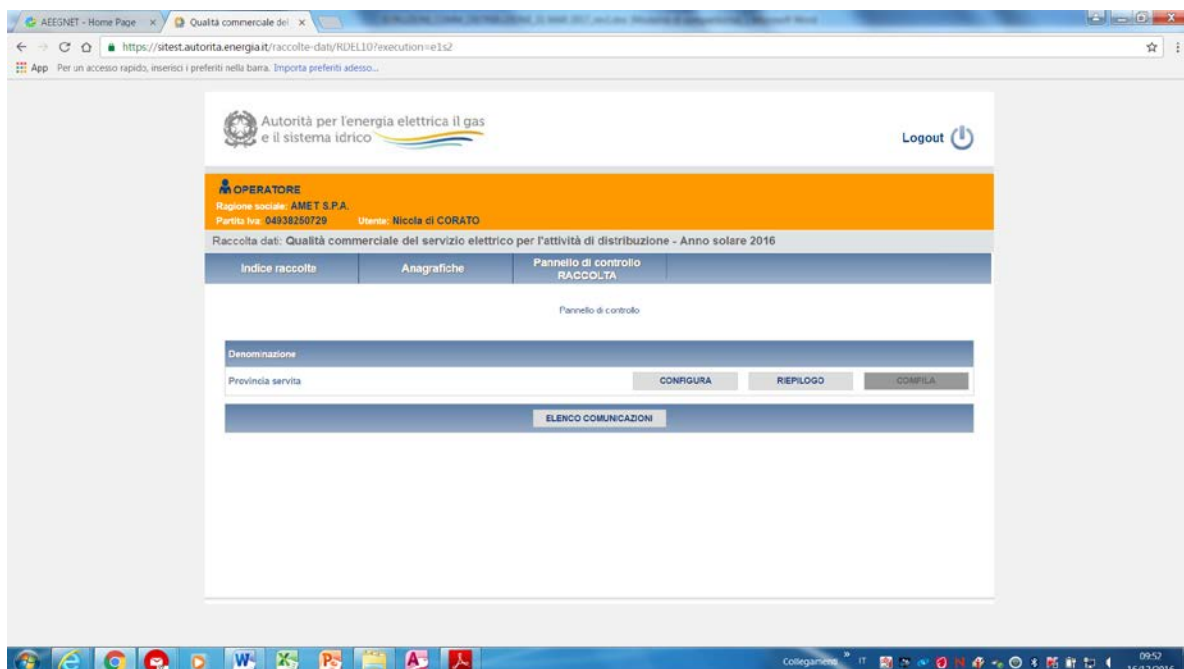 AEEGNET - Home Page
Qualità commerciale del
https://sitest.autorita.energia.it/raccolte-dati/RDEL10?execution=e1s2
App Per un accesso rapido, inserisci i preferiti nella barra. Importa preferiti adesso...
Autorità per l'energia elettrica il gas
e il sistema idrico
Logout
OPERATORE
Ragione sociale: AMET S.P.A.
Partita Iva: 04938250729 Utente: Nicola di CORATO
Raccolta dati: Qualità commerciale del servizio elettrico per l'attività di distribuzione - Anno solare 2016
Indice raccolte Anagrafiche Pannello di controllo
RACCOLTA
Pannello di controllo
Denominazione
Provincia servita CONFIGURA RIEPILOGO COMPILA
ELENCO COMUNICAZIONI
Collegamenti » IT 09:52
16/12/2016